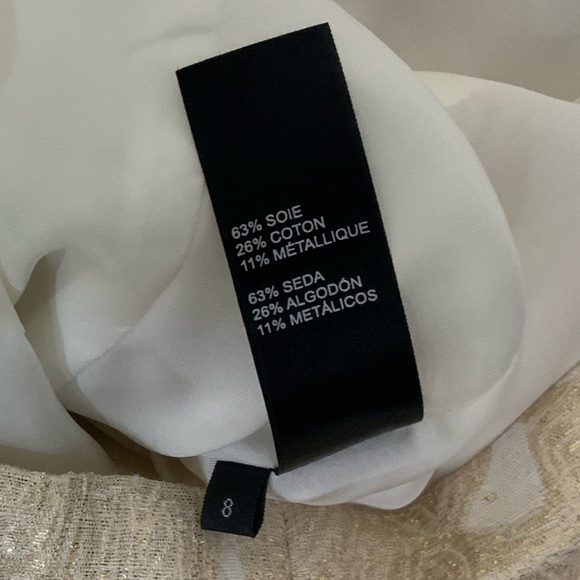 63% SOIE
26% COTON
11% MÉTALLIQUE
63% SEDA
26% ALGODÓN
11% METÁLICOS
8